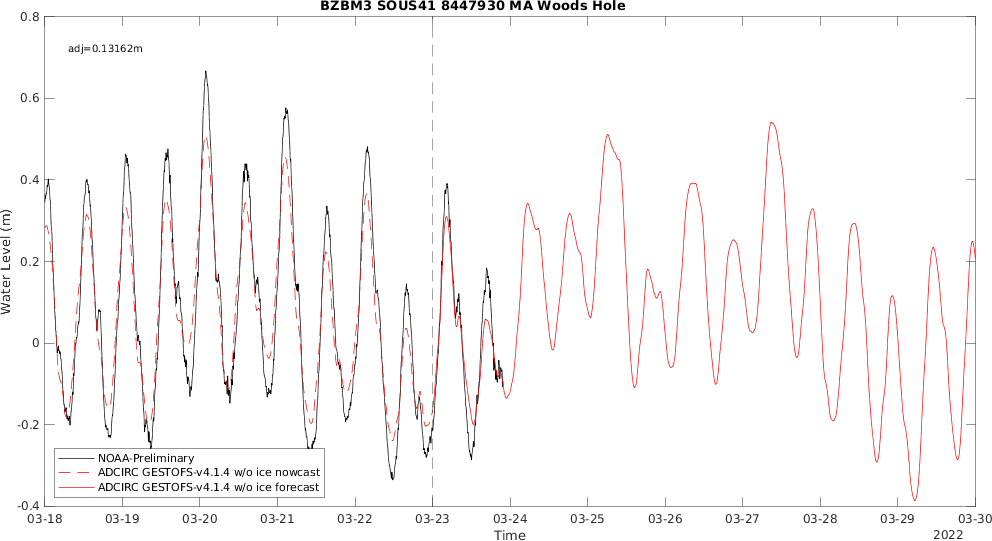 BZBM3 SOUS41 8447930 MA Woods Hole
adj=0.13162m
Water Level (m)
0.8
0.6
0.4
0.2
0
-0.2
-0.4
NOAA-Preliminary
ADCIRC GESTOFS-v4.1.4 w/o ice nowcast
ADCIRC GESTOFS-v4.1.4 w/o ice forecast
03-18 03-19 03-20 03-21 03-22 03-23 03-24 03-25 03-26 03-27 03-28 03-29 03-30
Time
2022